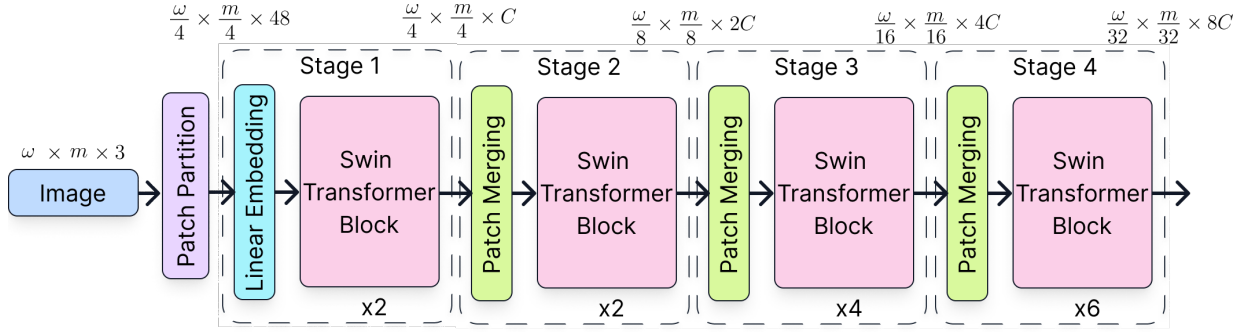 ω/4 × m/4 × 48
ω/4 × m/4 × C
ω/8 × m/8 × 2C
ω/16 × m/16 × 4C
ω/32 × m/32 × 8C
Stage 1
Stage 2
Stage 3
Stage 4
ω × m × 3
Image
Patch Partition
Linear Embedding
Swin
Transformer
Block
x2
Patch Merging
Swin
Transformer
Block
x2
Patch Merging
Swin
Transformer
Block
x4
Patch Merging
Swin
Transformer
Block
x6